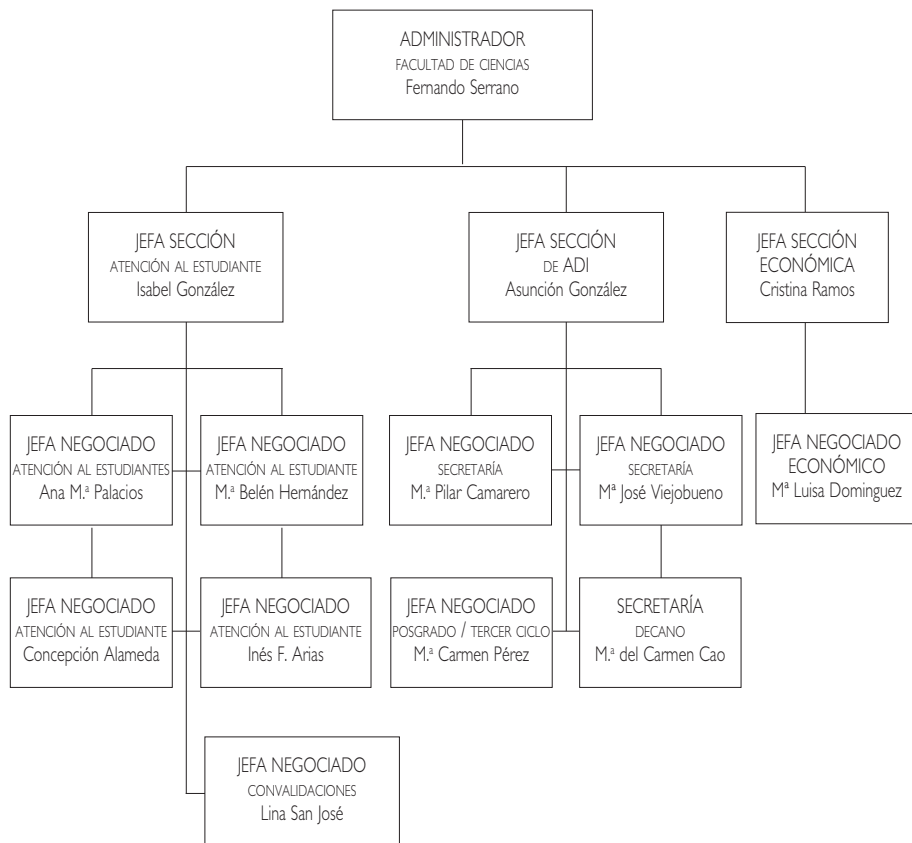 ADMINISTRADOR
FACULTAD DE CIENCIAS
Fernando Serrano
JEFA SECCIÓN
ATENCIÓN AL ESTUDIANTE
Isabel González
JEFA SECCIÓN
DE ADI
Asunción González
JEFA SECCIÓN
ECONÓMICA
Cristina Ramos
JEFA NEGOCIADO
ATENCIÓN AL ESTUDIANTES
Ana M.ª Palacios
JEFA NEGOCIADO
ATENCIÓN AL ESTUDIANTE
M.ª Belén Hernández
JEFA NEGOCIADO
SECRETARÍA
M.ª Pilar Camarero
JEFA NEGOCIADO
SECRETARÍA
Mª José Viejobueno
JEFA NEGOCIADO
ECONÓMICO
Mª Luisa Dominguez
JEFA NEGOCIADO
ATENCIÓN AL ESTUDIANTE
Concepción Alameda
JEFA NEGOCIADO
ATENCIÓN AL ESTUDIANTE
Inés F. Arias
JEFA NEGOCIADO
POSGRADO / TERCER CICLO
M.ª Carmen Pérez
SECRETARÍA
DECANO
M.ª del Carmen Cao
JEFA NEGOCIADO
CONVALIDACIONES
Lina San José